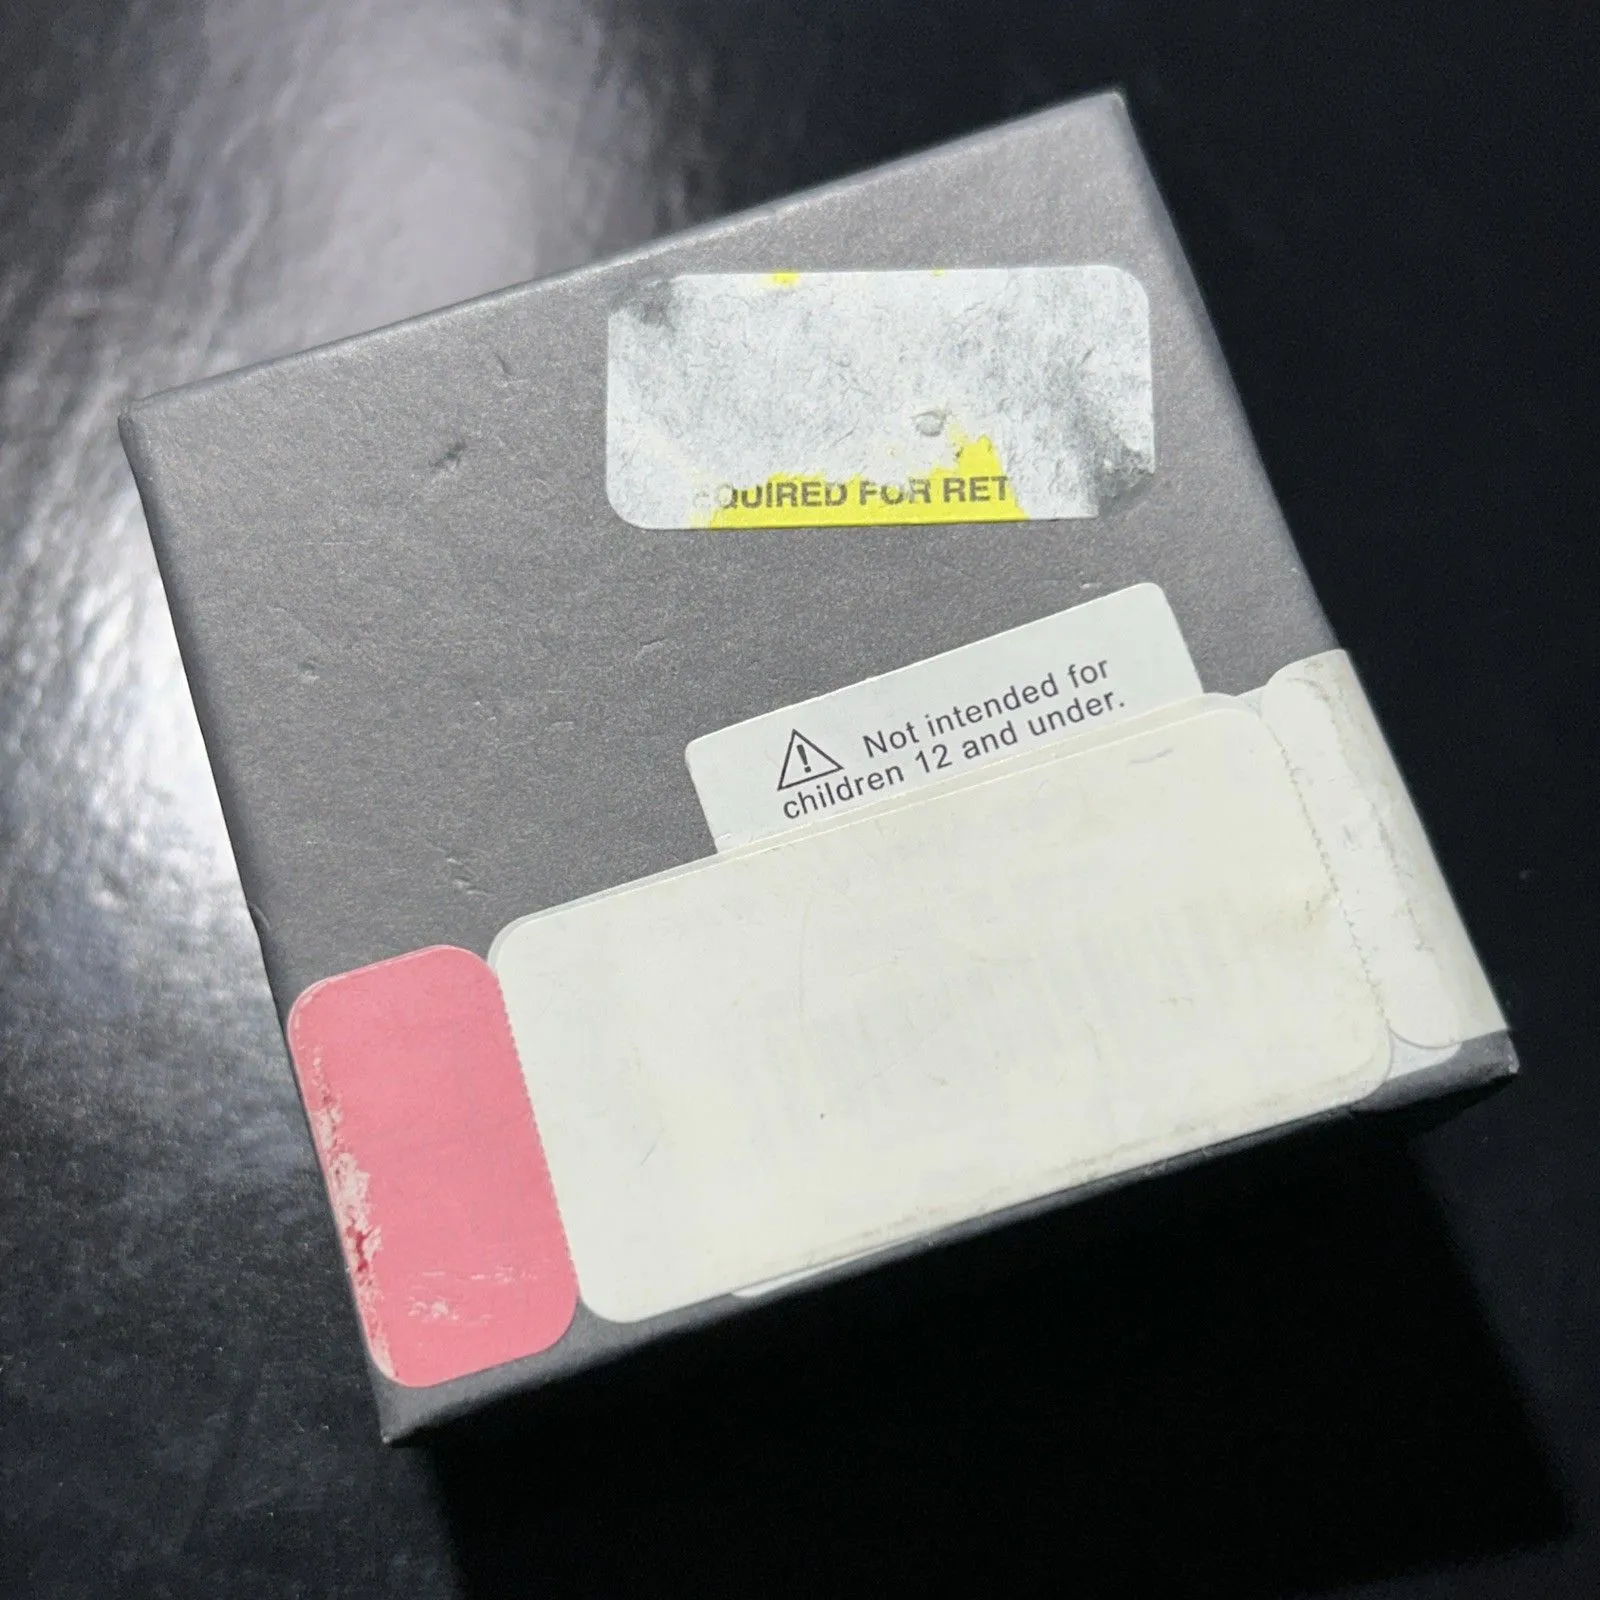 QUIRED FOR RET
Not intended for
children 12 and under.